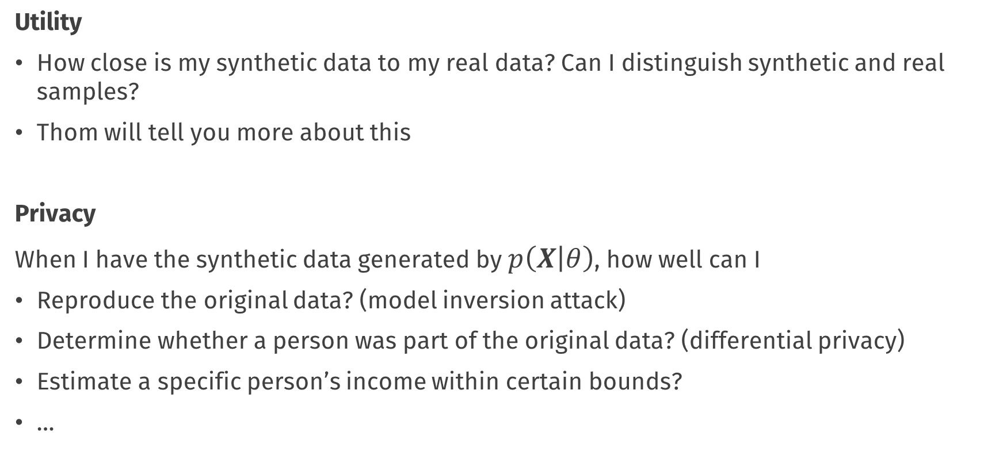 Utility
• How close is my synthetic data to my real data? Can I distinguish synthetic and real
samples?
• Thom will tell you more about this
Privacy
When I have the synthetic data generated by p(X|θ), how well can I
• Reproduce the original data? (model inversion attack)
• Determine whether a person was part of the original data? (differential privacy)
• Estimate a specific person’s income within certain bounds?
• ...